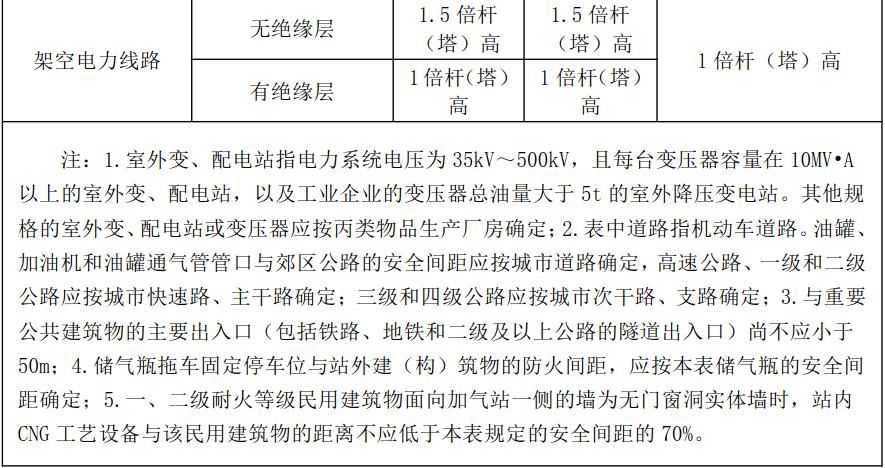 架空电力线路
无绝缘层
1.5 倍杆
（塔）高
1.5 倍杆
（塔）高
1 倍杆（塔）高
有绝缘层
1 倍杆（塔）
高
1 倍杆（塔）
高
注：1.室外变、配电站指电力系统电压为 35kV～500kV，且每台变压器容量在 10MV•A
以上的室外变、配电站，以及工业企业的变压器总油量大于 5t 的室外降压变电站。其他规
格的室外变、配电站或变压器应按丙类物品生产厂房确定；2.表中道路指机动车道路。油罐、
加油机和油罐通气管管口与郊区公路的安全间距应按城市道路确定，高速公路、一级和二级
公路应按城市快速路、主干路确定；三级和四级公路应按城市次干路、支路确定；3.与重要
公共建筑物的主要出入口（包括铁路、地铁和二级及以上公路的隧道出入口）尚不应小于
50m；4.储气瓶拖车固定停车位与站外建（构）筑物的防火间距，应按本表储气瓶的安全间
距确定；5.一、二级耐火等级民用建筑物面向加气站一侧的墙为无门窗洞实体墙时，站内
CNG 工艺设备与该民用建筑物的距离不应低于本表规定的安全间距的 70%。